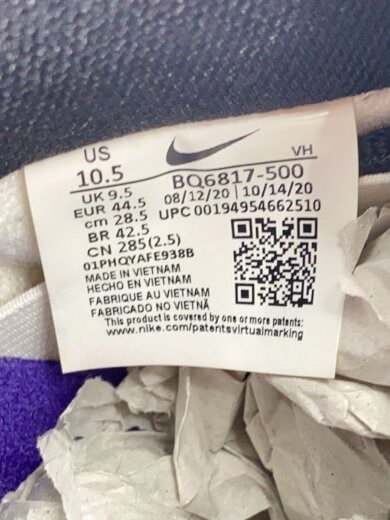 US
10.5
VH
BQ6817-500
UK 9.5
08/12/20 | 10/14/20
EUR 44.5
UPC 00194954662510
cm 28.5
BR 42.5
CN 285(2.5)
01PHQYAFE938B
MADE IN VIETNAM
HECHO EN VIETNAM
FABRIQUE AU VIETNAM
FABRICADO NO VIETNÃ
This product is covered by one or more patents:
www.nike.com/patentsvirtualmarking